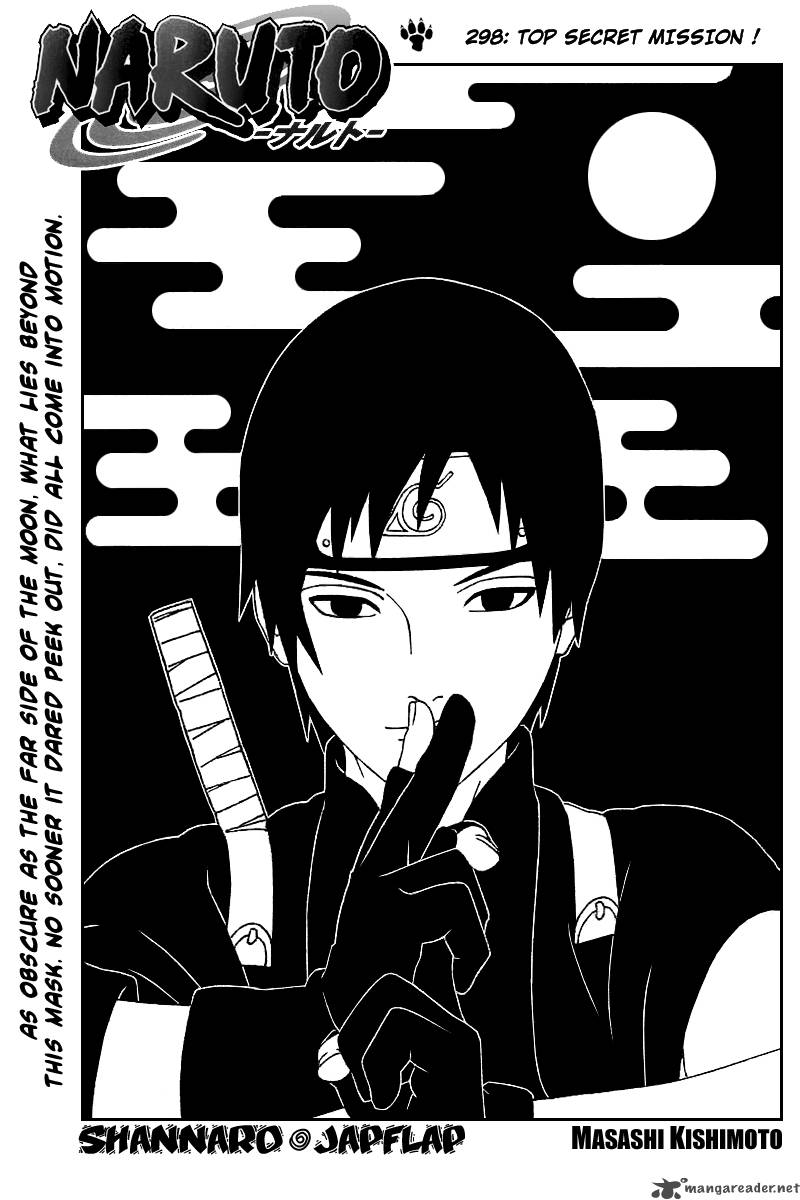 NARUTO
-ナルト-
298: TOP SECRET MISSION !
AS OBSCURE AS THE FAR SIDE OF THE MOON, WHAT LIES BEYOND
THIS MASK. NO SOONER IT DARED PEEK OUT, DID ALL COME INTO MOTION.
SHANNARO JAPFLAP
MASASHI KISHIMOTO
mangareader.net